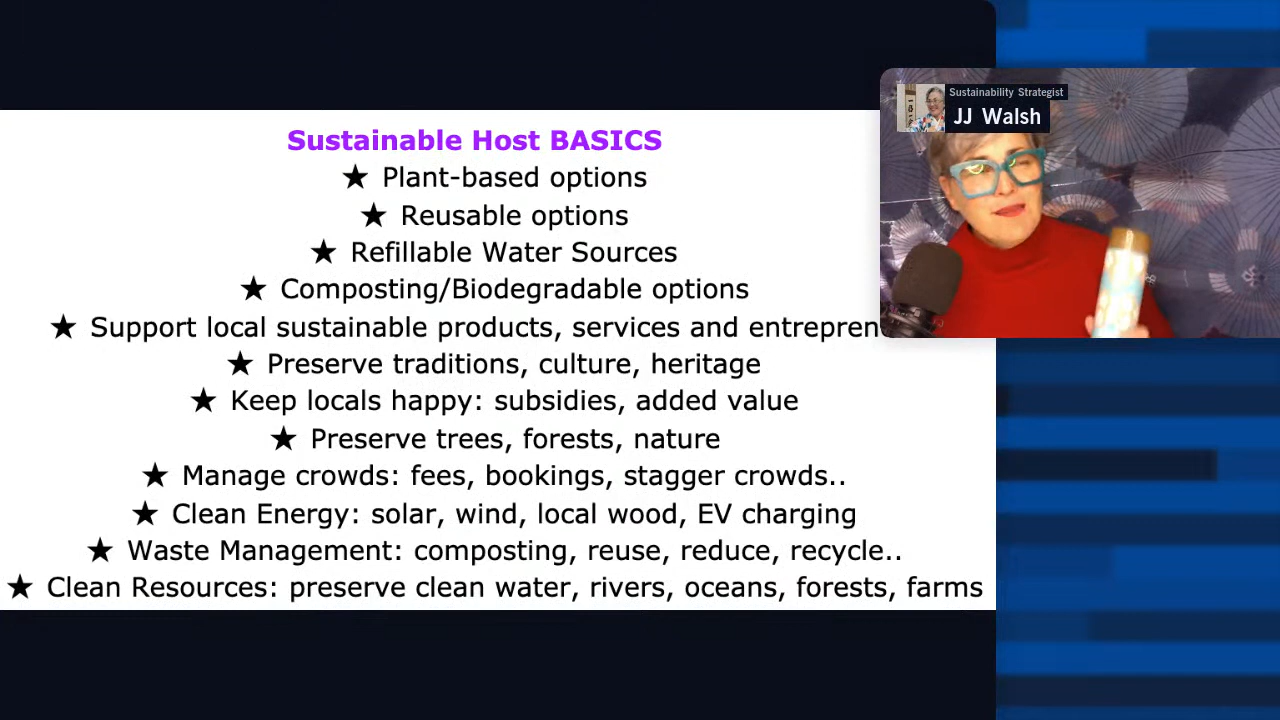 Sustainable Host BASICS
★ Plant-based options
★ Reusable options
★ Refillable Water Sources
★ Composting/Biodegradable options
★ Support local sustainable products, services and entrepren
★ Preserve traditions, culture, heritage
★ Keep locals happy: subsidies, added value
★ Preserve trees, forests, nature
★ Manage crowds: fees, bookings, stagger crowds..
★ Clean Energy: solar, wind, local wood, EV charging
★ Waste Management: composting, reuse, reduce, recycle..
★ Clean Resources: preserve clean water, rivers, oceans, forests, farms
Sustainability Strategist
JJ Walsh